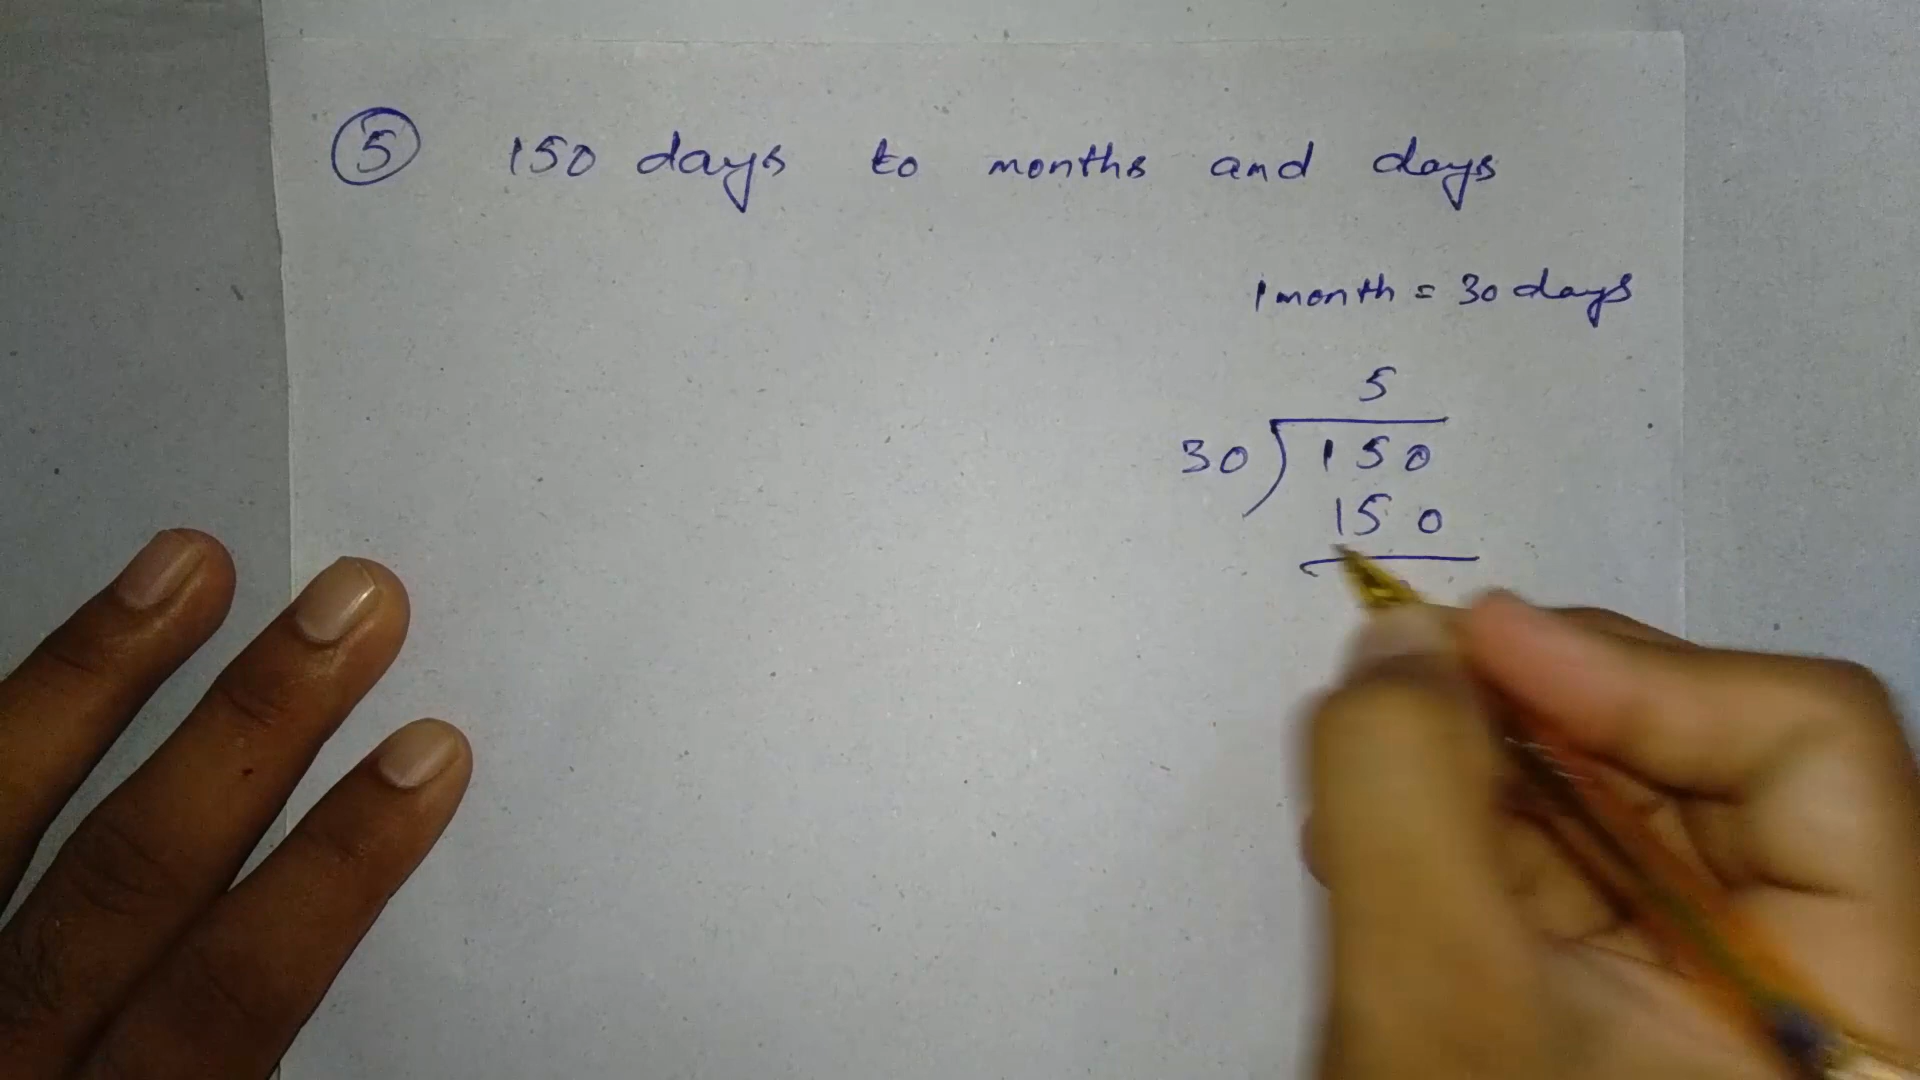 5 150 days to months and days
1 month = 30 days
5
30 ) 150
150